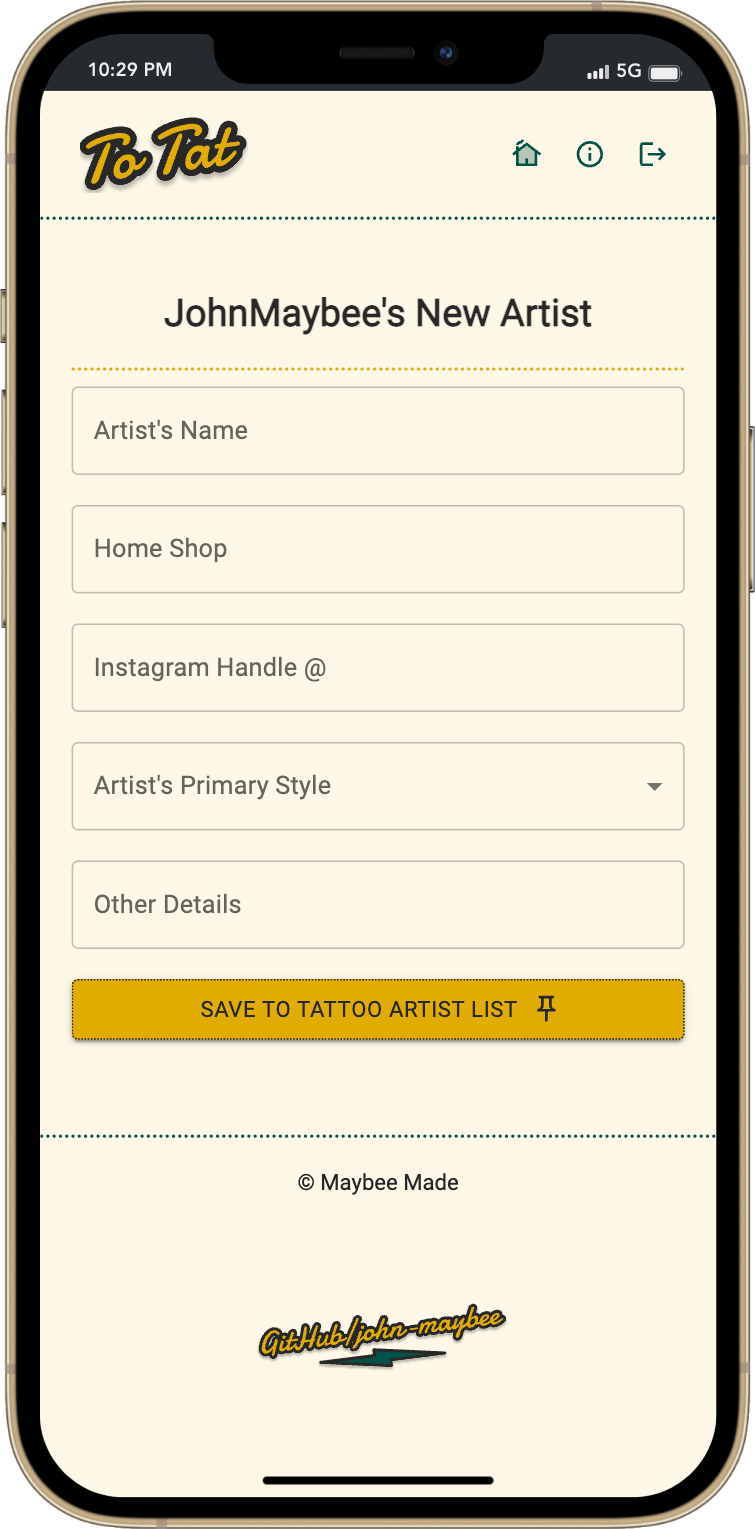 10:29 PM
5G
To Tat
JohnMaybee's New Artist
Artist's Name
Home Shop
Instagram Handle @
Artist's Primary Style
Other Details
SAVE TO TATTOO ARTIST LIST
© Maybee Made
GitHub/john-maybee